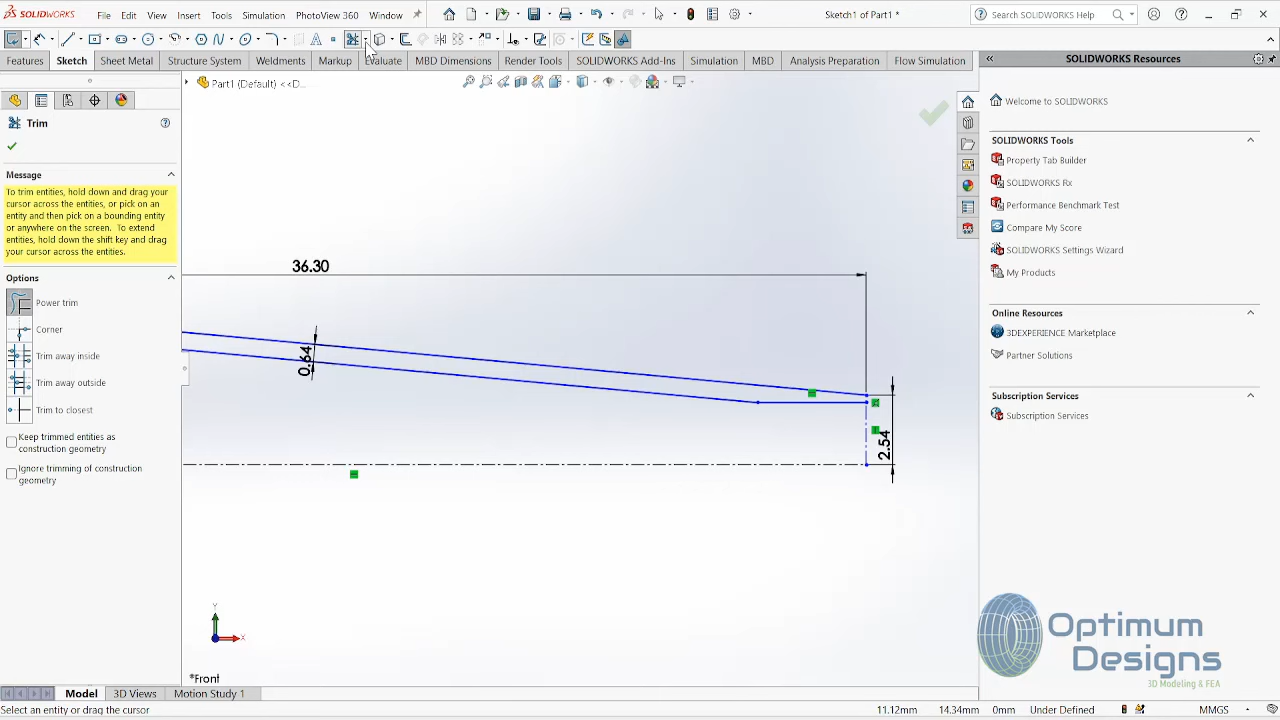 SOLIDWORKS
File
Edit
View
Insert
Tools
Simulation
PhotoView 360
Window
Sketch1 of Part1 *
Search SOLIDWORKS Help
Features
Sketch
Sheet Metal
Structure System
Weldments
Markup
Evaluate
MBD Dimensions
Render Tools
SOLIDWORKS Add-Ins
Simulation
MBD
Analysis Preparation
Flow Simulation
SOLIDWORKS Resources
Part1 (Default) <<D...
Trim
Message
To trim entities, hold down and drag your
cursor across the entities, or pick on an
entity and then pick on a bounding entity
or anywhere on the screen. To extend
entities, hold down the shift key and drag
your cursor across the entities.
Options
Power trim
Corner
Trim away inside
Trim away outside
Trim to closest
Keep trimmed entities as
construction geometry
Ignore trimming of construction
geometry
36.30
0.64
2.54
Y
X
*Front
Welcome to SOLIDWORKS
SOLIDWORKS Tools
Property Tab Builder
SOLIDWORKS Rx
Performance Benchmark Test
Compare My Score
SOLIDWORKS Settings Wizard
My Products
Online Resources
3DEXPERIENCE Marketplace
Partner Solutions
Subscription Services
Subscription Services
Optimum
Designs
3D Modeling & FEA
Model
3D Views
Motion Study 1
Select an entity or drag the cursor
11.12mm
14.34mm
0mm
Under Defined
MMGS